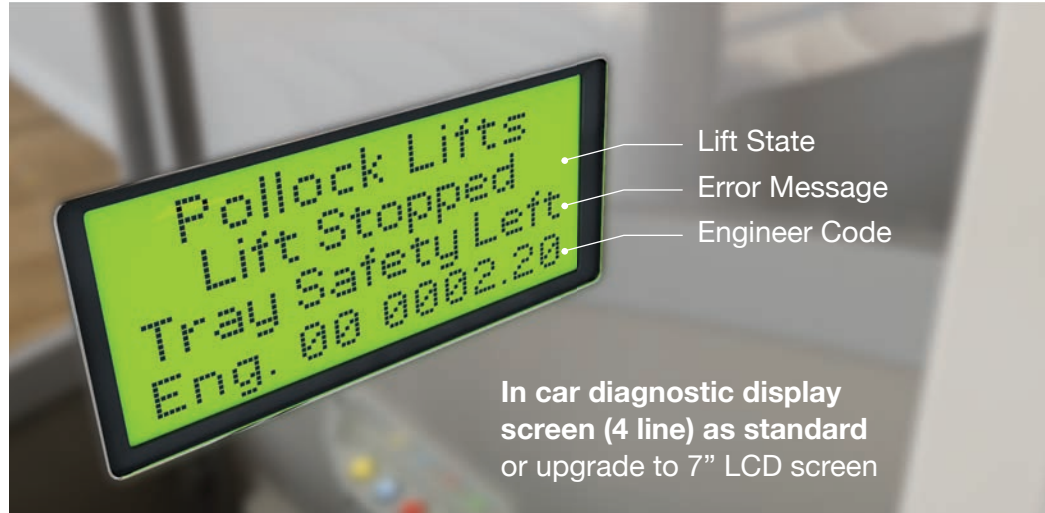 Pollock Lifts
Lift Stopped
Tray Safety Left
Eng. 00 0002.20
Lift State
Error Message
Engineer Code
In car diagnostic display
screen (4 line) as standard
or upgrade to 7” LCD screen